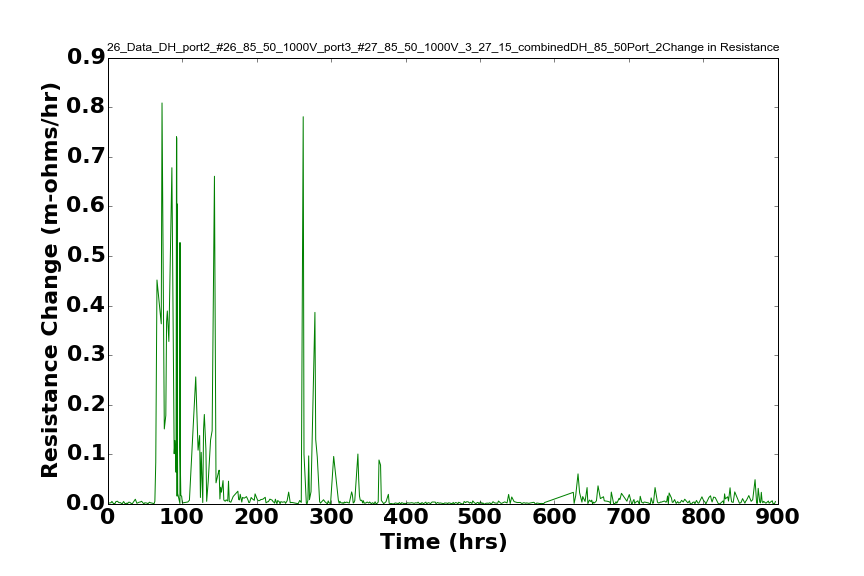 26_Data_DH_port2_#26_85_50_1000V_port3_#27_85_50_1000V_3_27_15_combinedDH_85_50Port_2Change in Resistance
0.9
0.8
0.7
0.6
0.5
0.4
0.3
0.2
0.1
0.0
Resistance Change (m-ohms/hr)
0 100 200 300 400 500 600 700 800 900
Time (hrs)